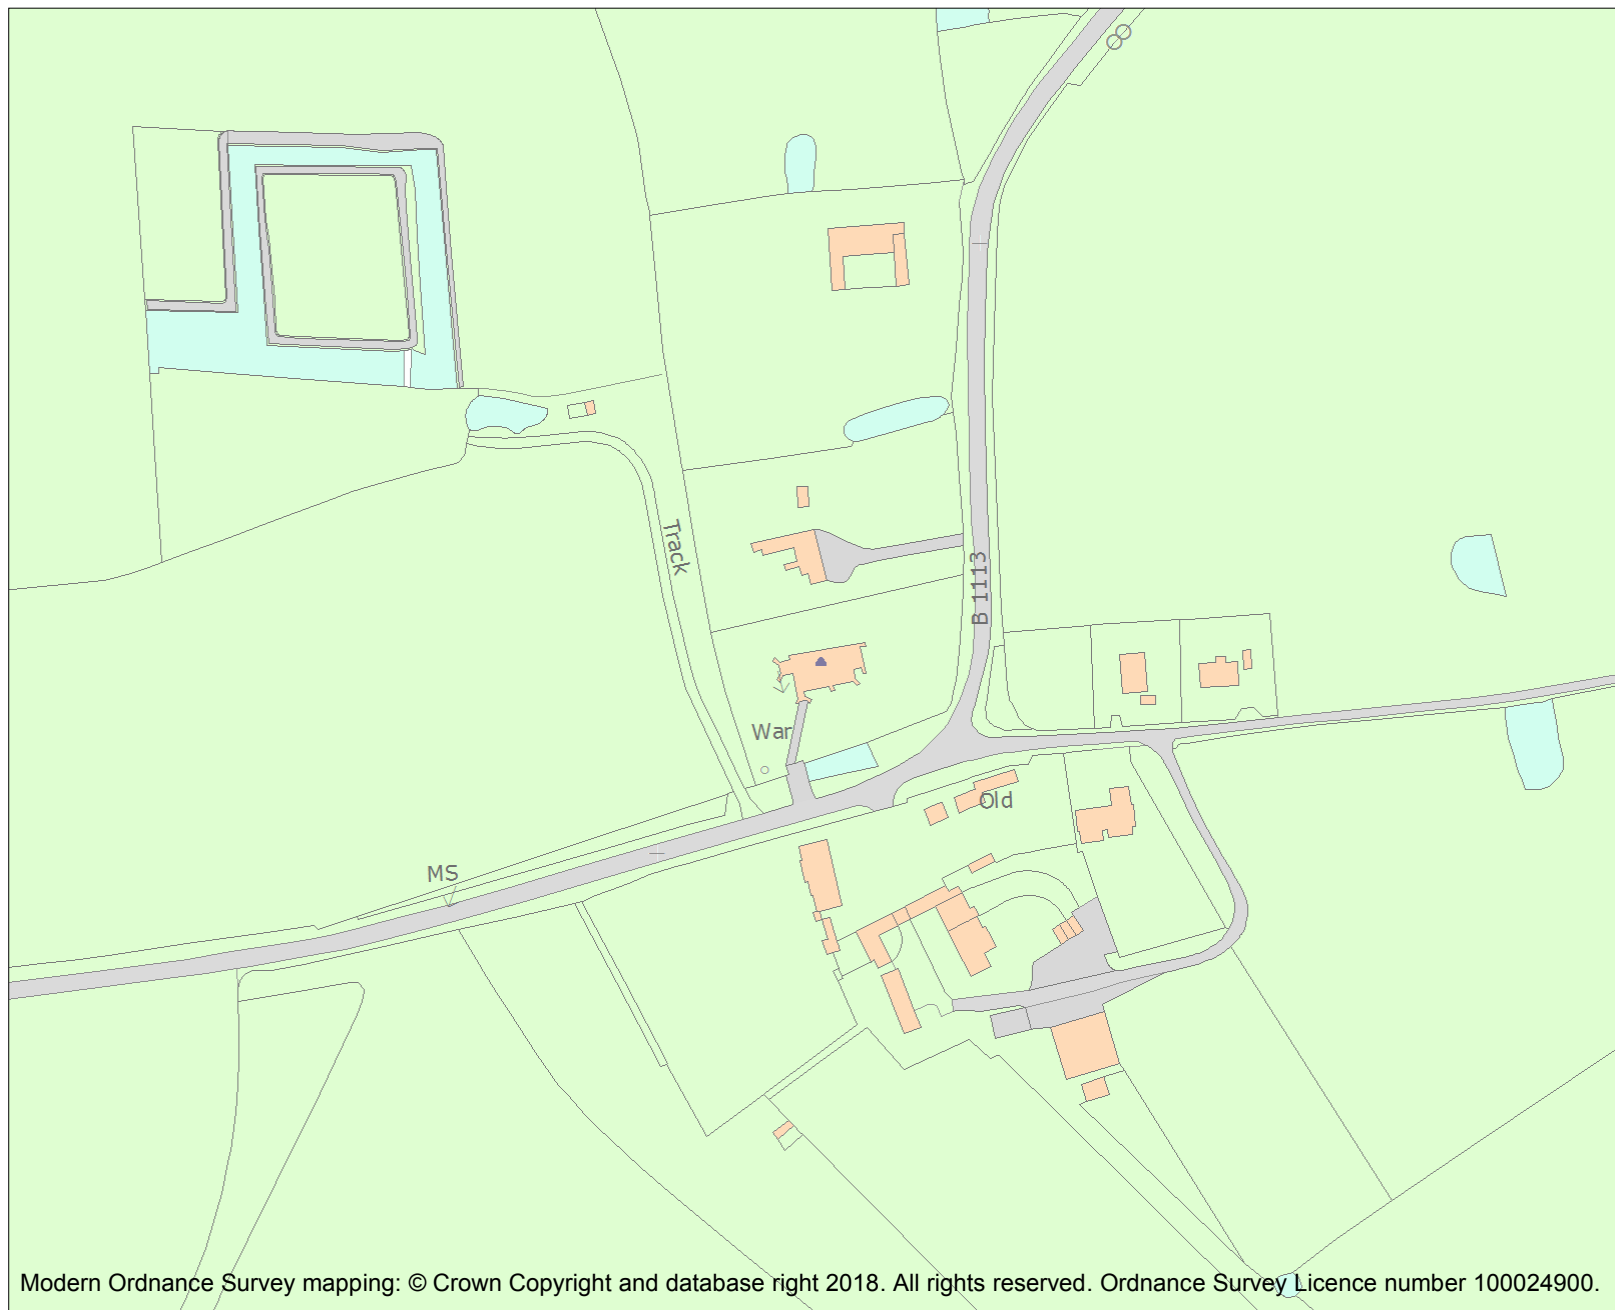 Track
B 1113
War
Old
MS
Modern Ordnance Survey mapping: © Crown Copyright and database right 2018. All rights reserved. Ordnance Survey Licence number 100024900.